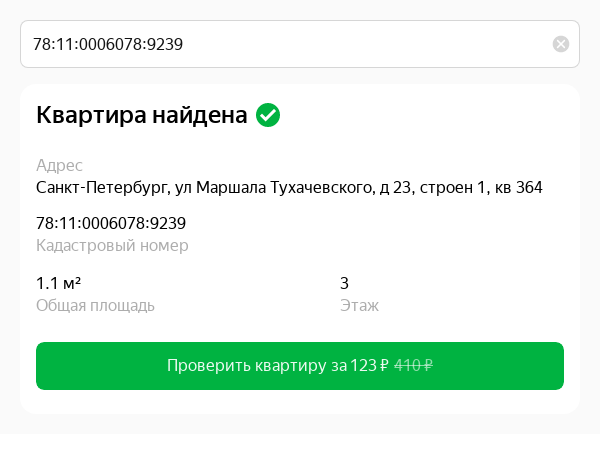 78:11:0006078:9239
Квартира найдена
Адрес
Санкт-Петербург, ул Маршала Тухачевского, д 23, строен 1, кв 364
78:11:0006078:9239
Кадастровый номер
1.1 м² 3
Общая площадь Этаж
Проверить квартиру за 123 ₽ 410 ₽